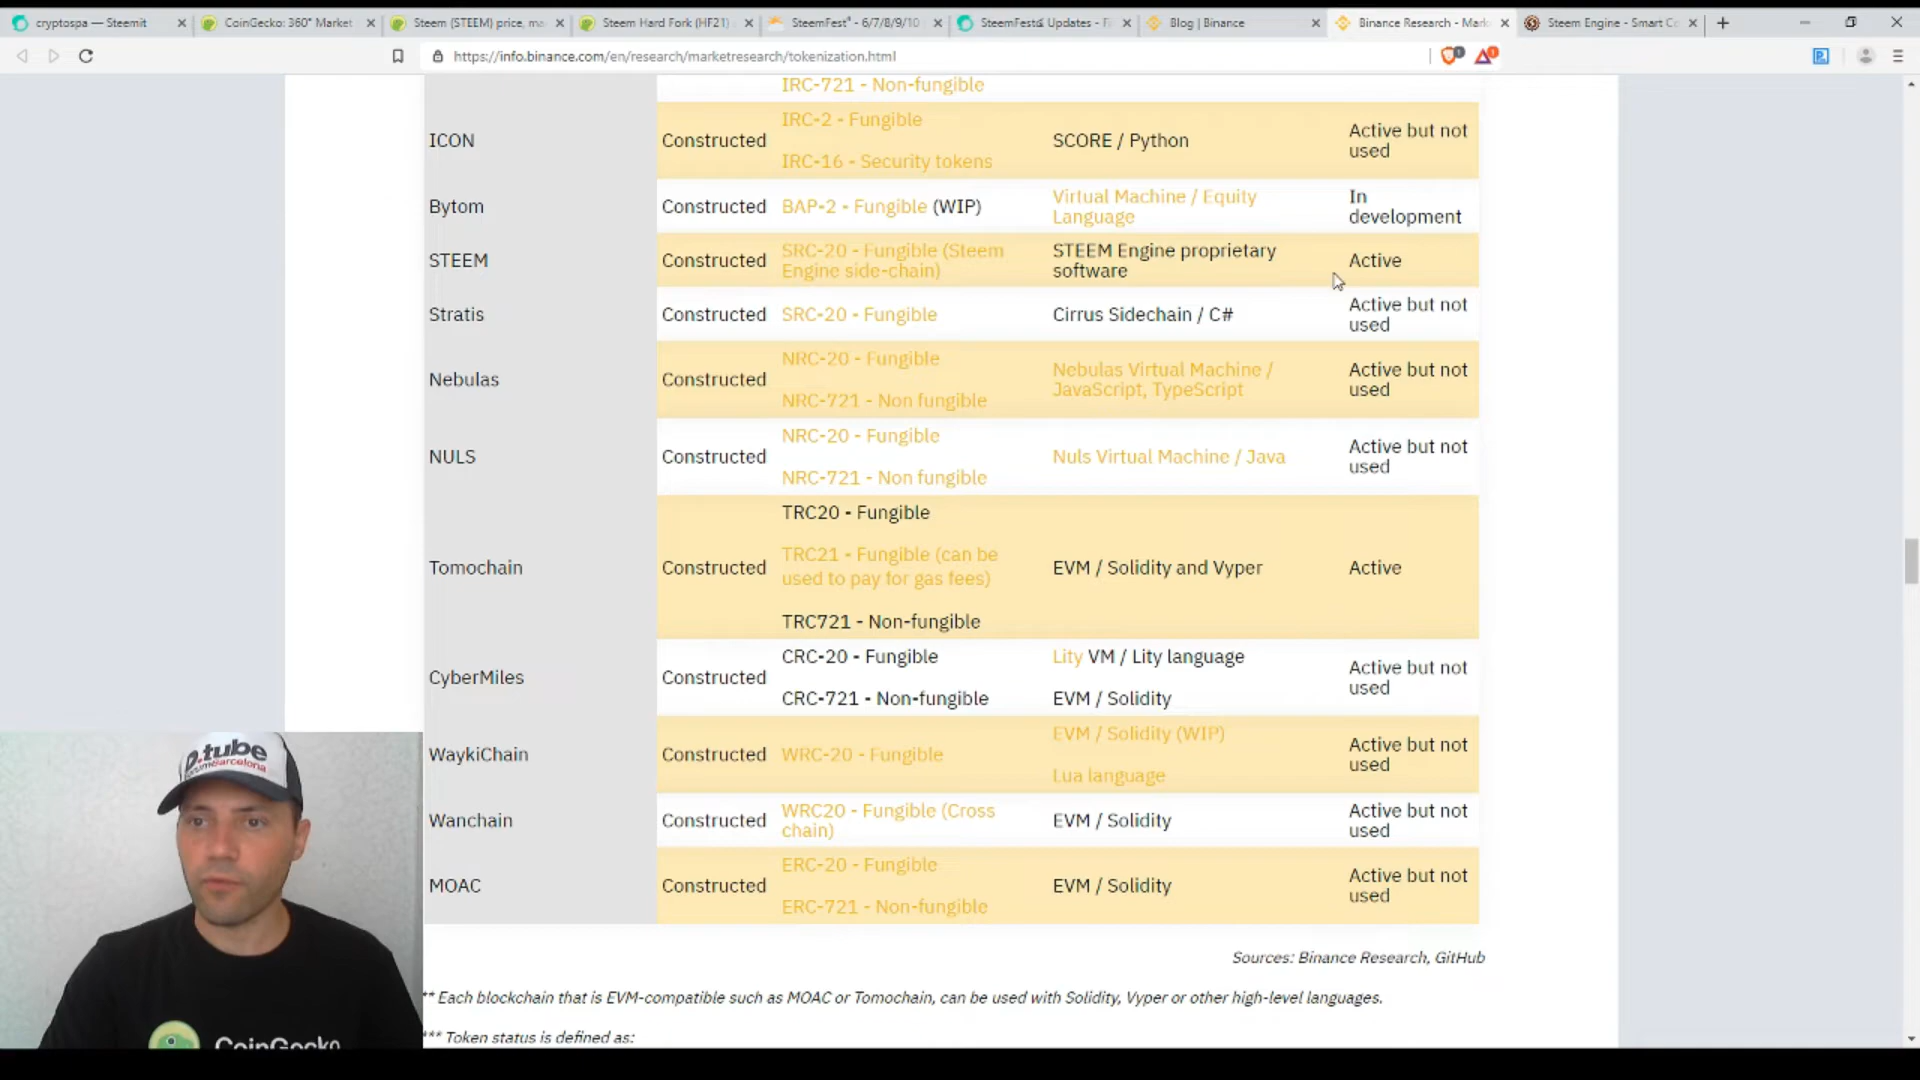 cryptospa — Steemit
CoinGecko: 360° Market
Steem (STEEM) price, ma
Steem Hard Fork (HF21)
SteemFest⁴ - 6/7/8/9/10
Blog | Binance
Binance Research - Mark
Steem Engine - Smart Co
https://info.binance.com/en/research/marketresearch/tokenization.html
IRC-721 - Non-fungible
ICON
Constructed
IRC-2 - Fungible
IRC-16 - Security tokens
SCORE / Python
Active but not
used
Bytom
Constructed
BAP-2 - Fungible (WIP)
Virtual Machine / Equity
Language
In
development
STEEM
Constructed
SRC-20 - Fungible (Steem
Engine side-chain)
STEEM Engine proprietary
software
Active
Stratis
Constructed
SRC-20 - Fungible
Cirrus Sidechain / C#
Active but not
used
Nebulas
Constructed
NRC-20 - Fungible
NRC-721 - Non fungible
Nebulas Virtual Machine /
JavaScript, TypeScript
Active but not
used
NULS
Constructed
NRC-20 - Fungible
NRC-721 - Non fungible
Nuls Virtual Machine / Java
Active but not
used
Tomochain
Constructed
TRC20 - Fungible
TRC21 - Fungible (can be
used to pay for gas fees)
TRC721 - Non-fungible
EVM / Solidity and Vyper
Active
CyberMiles
Constructed
CRC-20 - Fungible
CRC-721 - Non-fungible
Lity VM / Lity language
EVM / Solidity
Active but not
used
WaykiChain
Constructed
WRC-20 - Fungible
EVM / Solidity (WIP)
Lua language
Active but not
used
Wanchain
Constructed
WRC20 - Fungible (Cross
chain)
EVM / Solidity
Active but not
used
MOAC
Constructed
ERC-20 - Fungible
ERC-721 - Non-fungible
EVM / Solidity
Active but not
used
Sources: Binance Research, GitHub
** Each blockchain that is EVM-compatible such as MOAC or Tomochain, can be used with Solidity, Vyper or other high-level languages.
*** Token status is defined as:
D.tube
CoinGecko